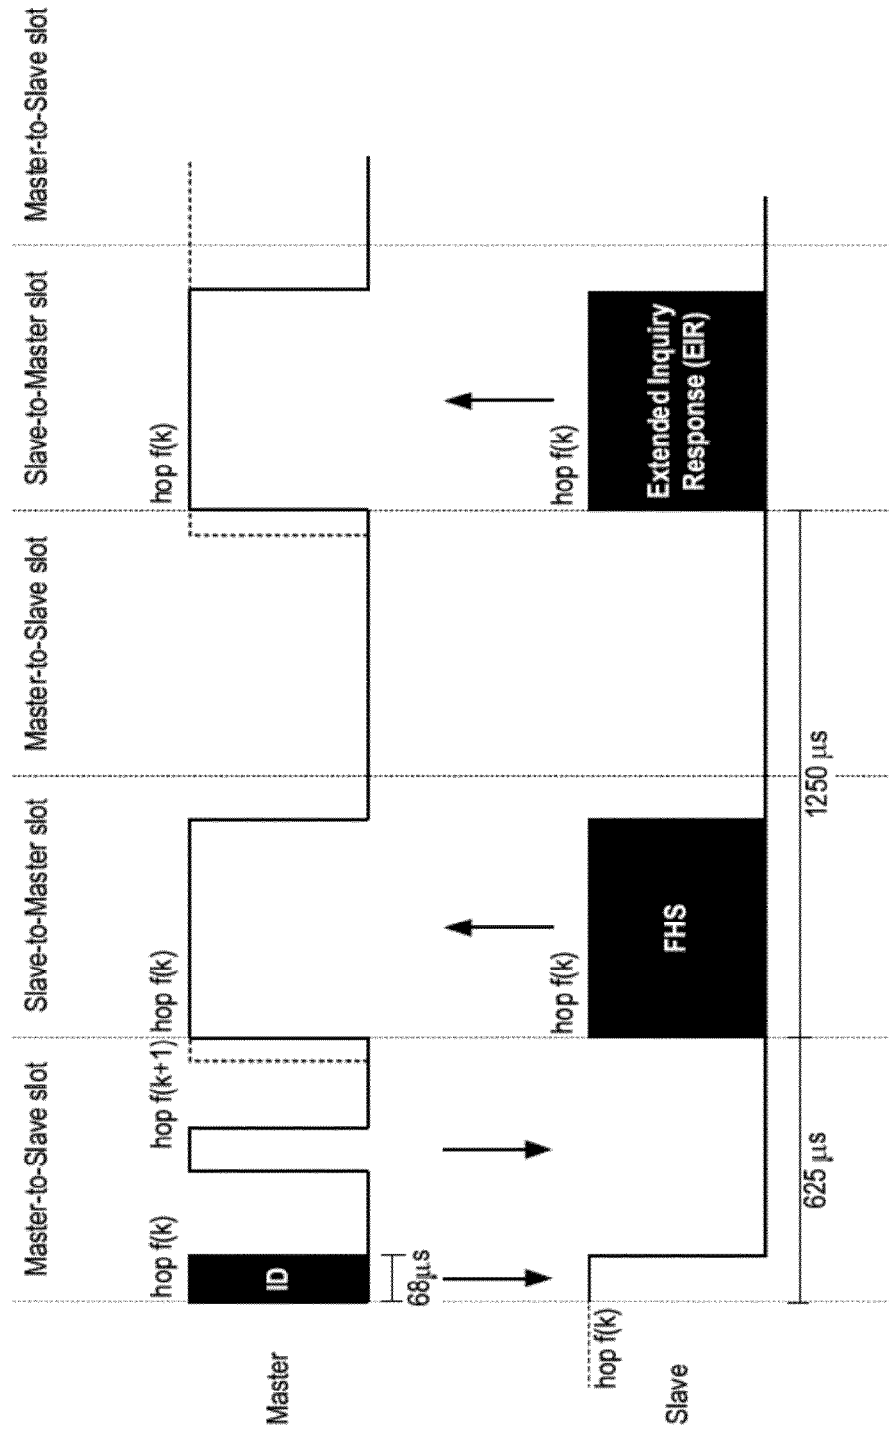 Master-to-Slave slot
Slave-to-Master slot
Master-to-Slave slot
Slave-to-Master slot
Master-to-Slave slot
hop f(k)
hop f(k+1)
hop f(k)
hop f(k)
Master
ID
68µs
hop f(k)
hop f(k)
hop f(k)
Slave
FHS
Extended Inquiry
Response (EIR)
625 µs
1250 µs